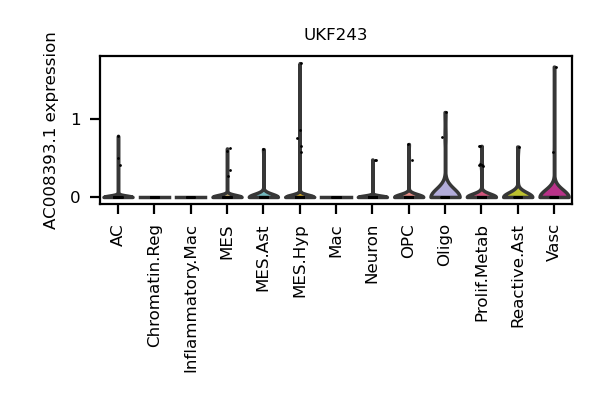 UKF243
AC008393.1 expression
1
0
AC
Chromatin.Reg
Inflammatory.Mac
MES
MES.Ast
MES.Hyp
Mac
Neuron
OPC
Oligo
Prolif.Metab
Reactive.Ast
Vasc